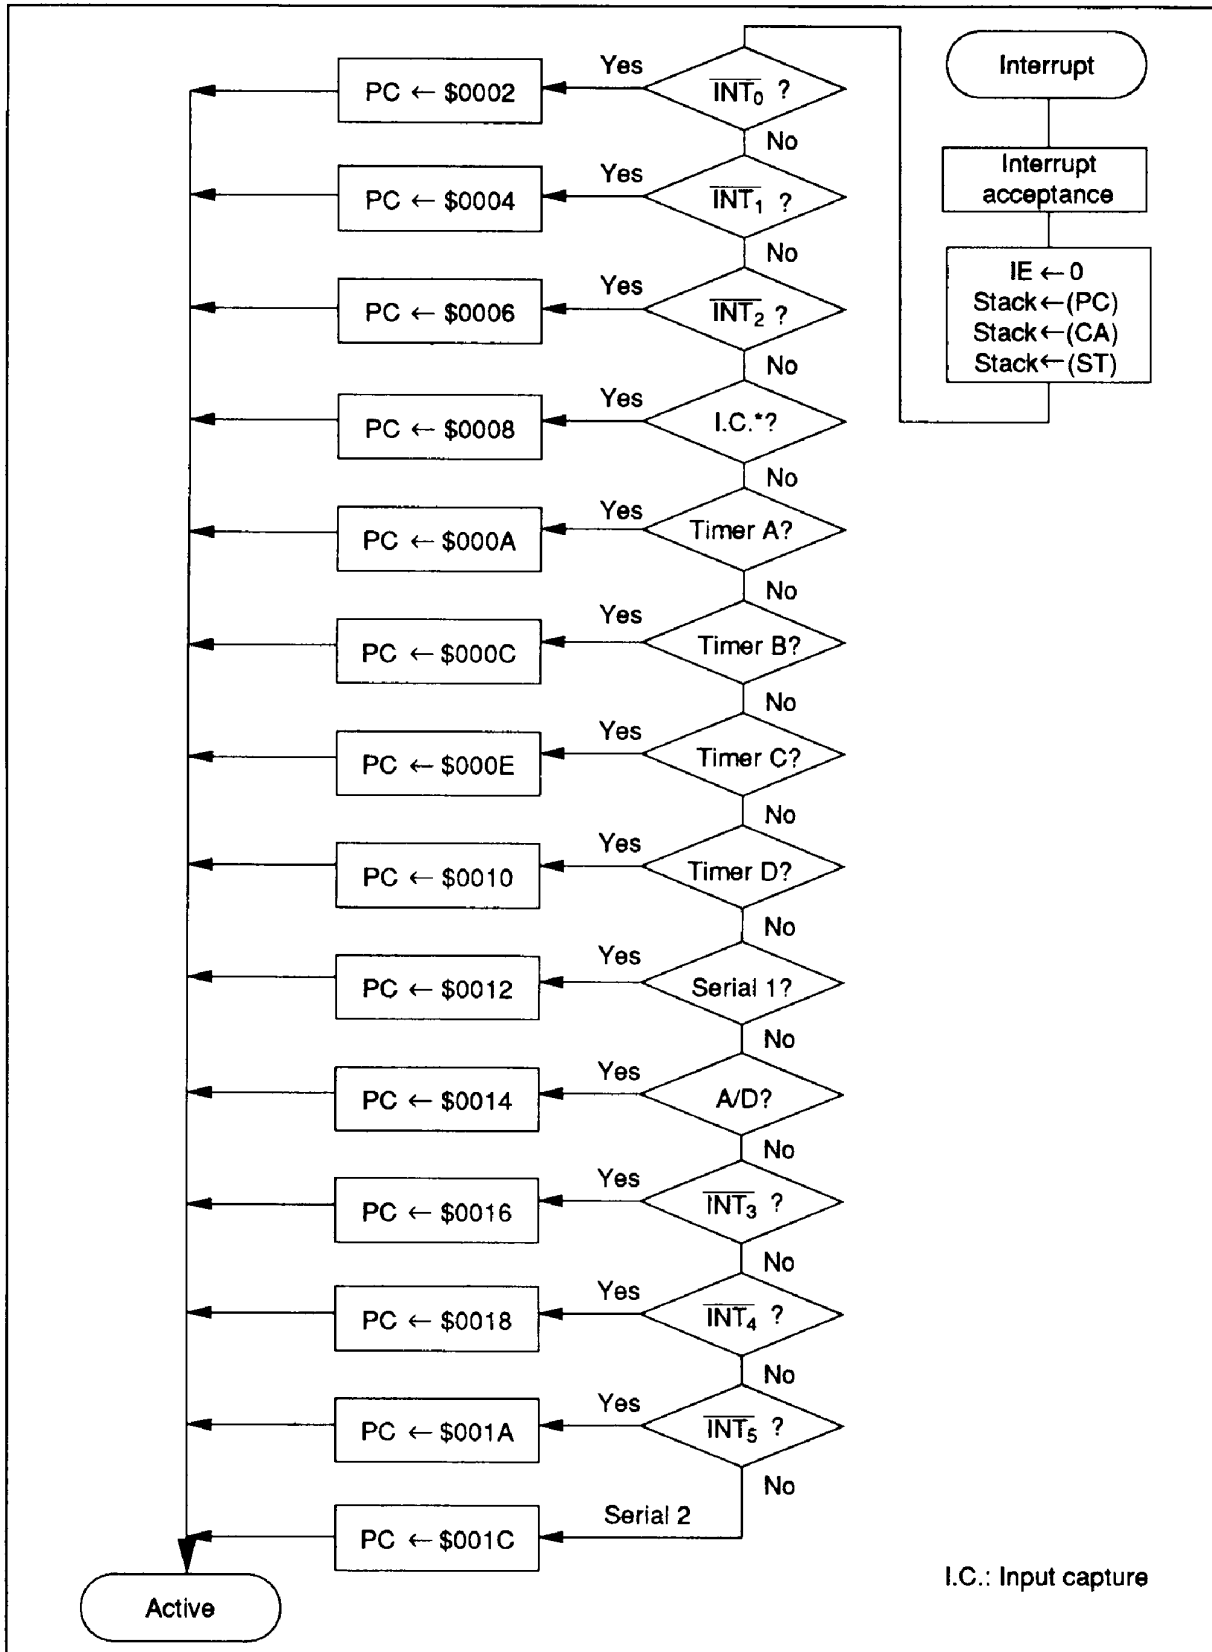 Interrupt
Interrupt
acceptance
IE ← 0
Stack←(PC)
Stack←(CA)
Stack←(ST)
INT0 ?
Yes
PC ← $0002
No
INT1 ?
Yes
PC ← $0004
No
INT2 ?
Yes
PC ← $0006
No
I.C.*?
Yes
PC ← $0008
No
Timer A?
Yes
PC ← $000A
No
Timer B?
Yes
PC ← $000C
No
Timer C?
Yes
PC ← $000E
No
Timer D?
Yes
PC ← $0010
No
Serial 1?
Yes
PC ← $0012
No
A/D?
Yes
PC ← $0014
No
INT3 ?
Yes
PC ← $0016
No
INT4 ?
Yes
PC ← $0018
No
INT5 ?
Yes
PC ← $001A
No
Serial 2
PC ← $001C
Active
I.C.: Input capture